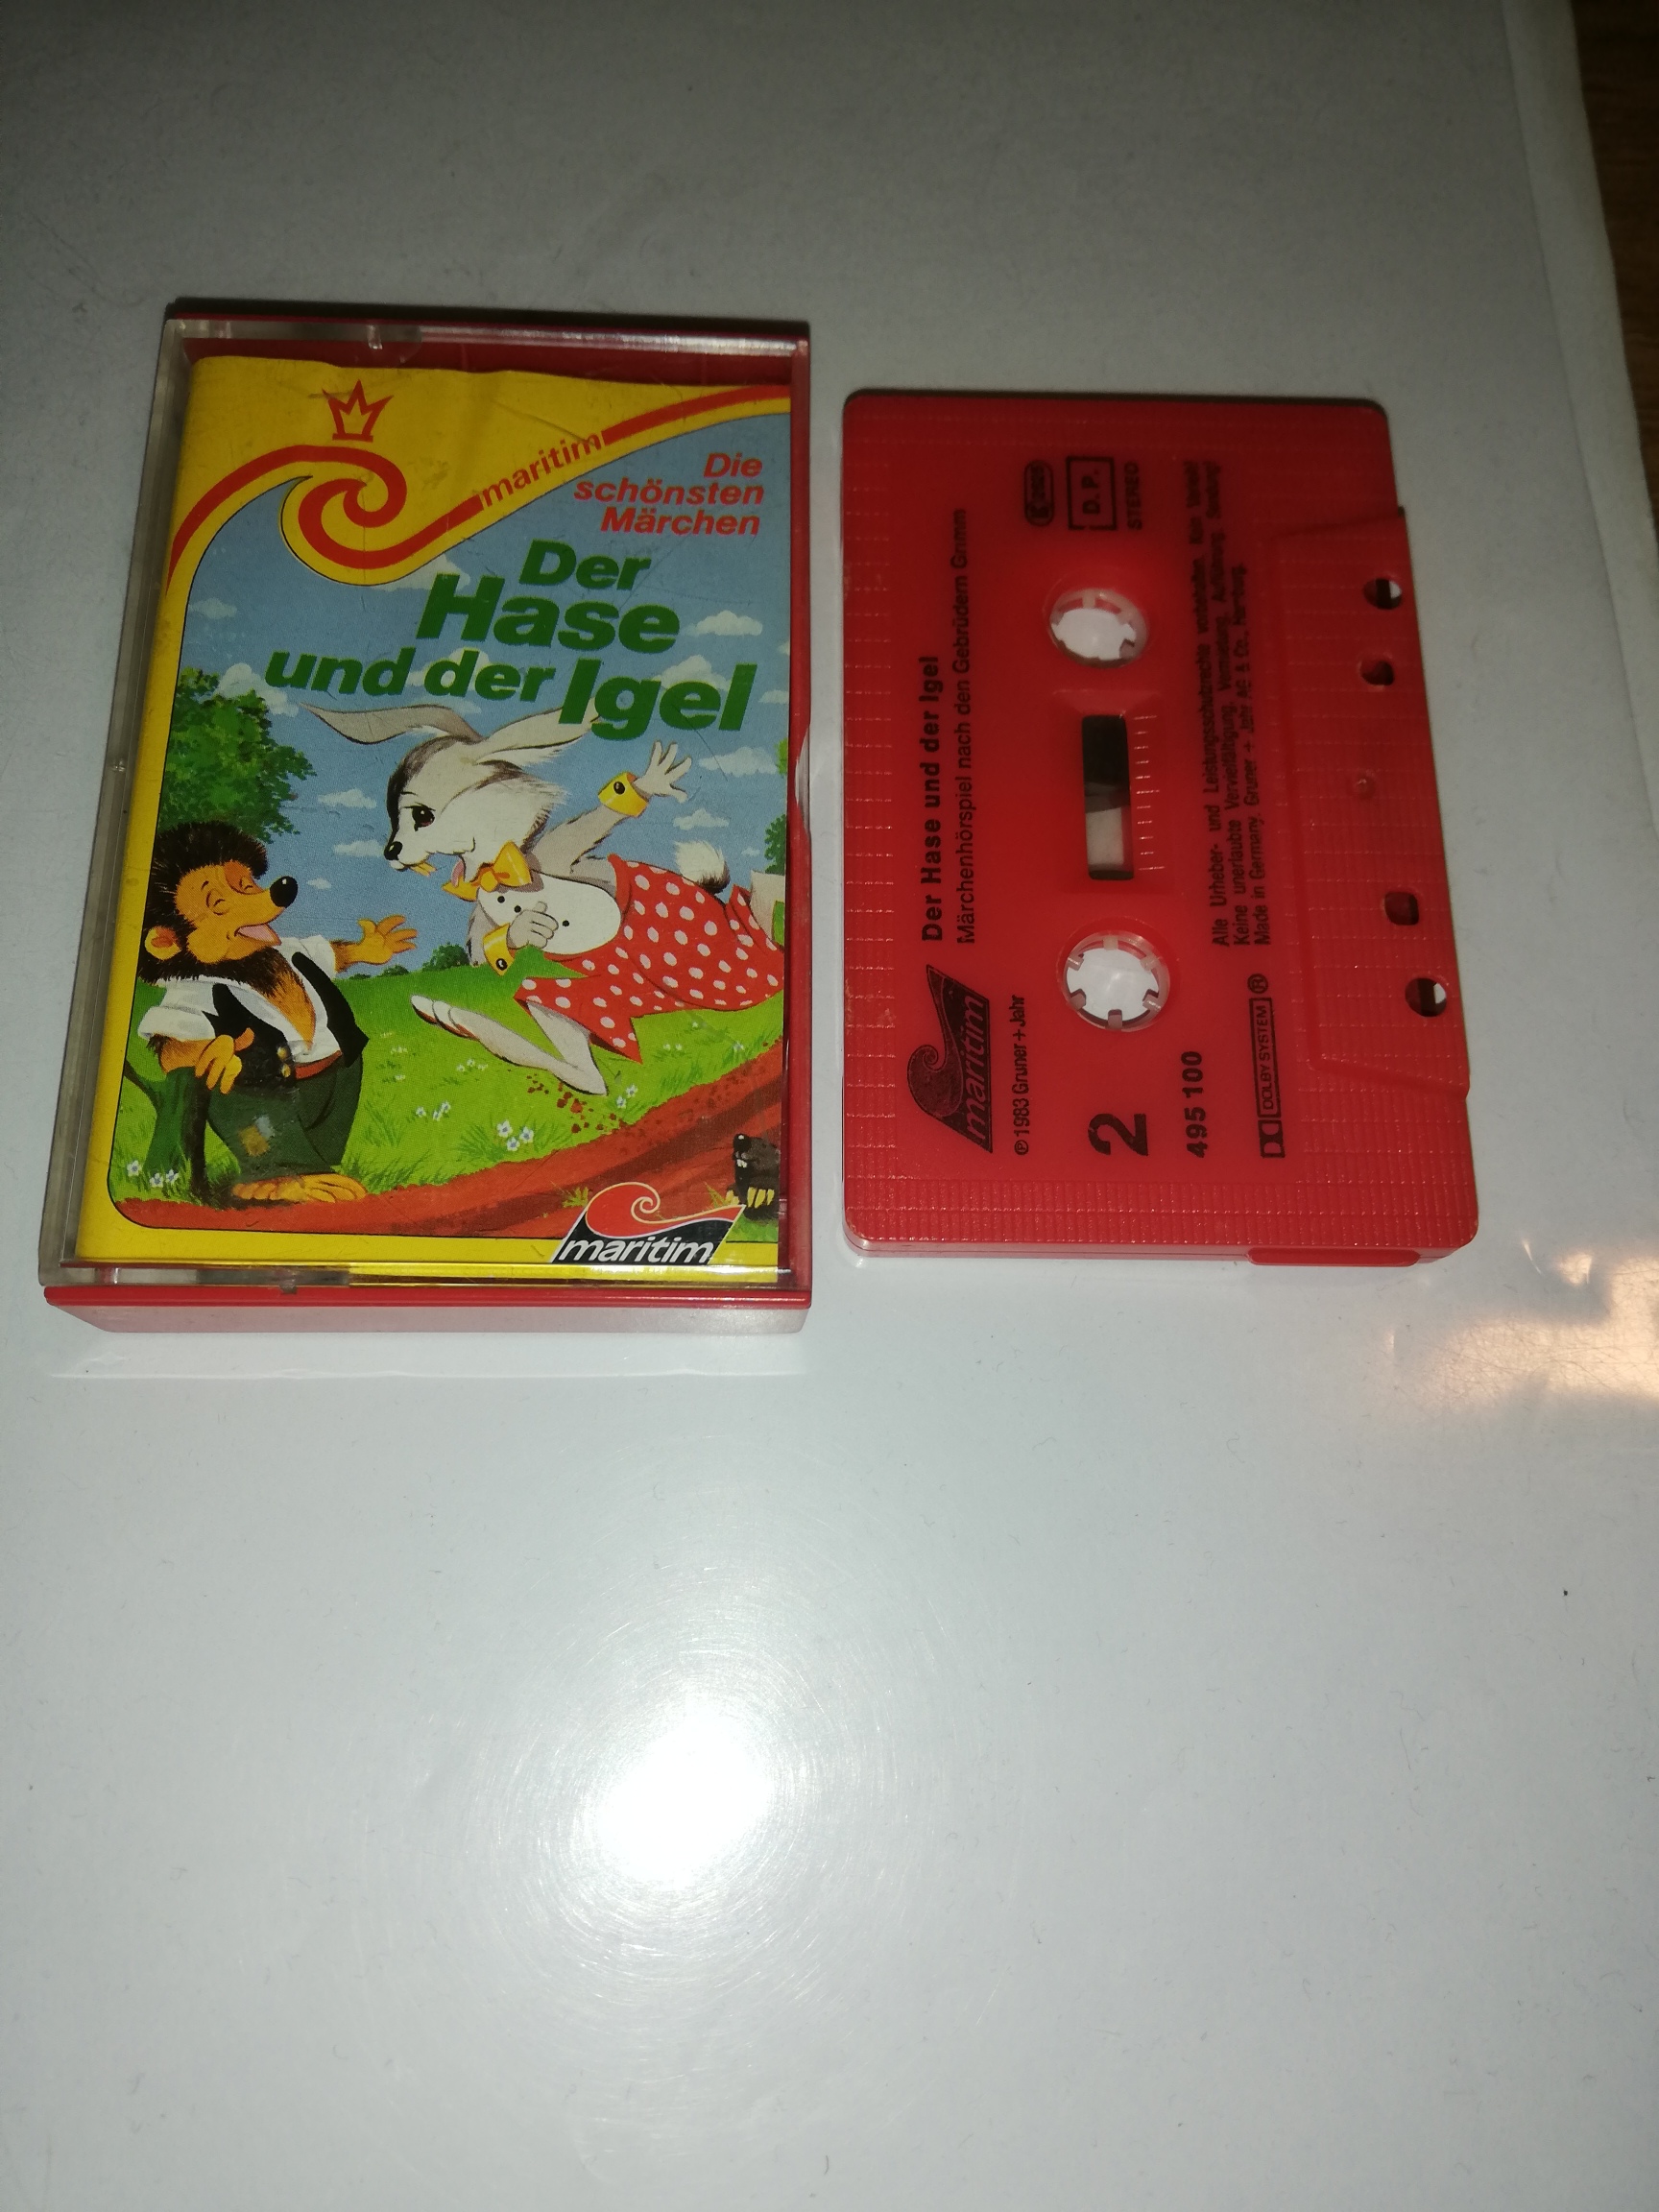 maritim
Die
schönsten
Märchen
Der
Hase
und der Igel
maritim
maritim
Der Hase und der Igel
Märchenhörspiel nach den Gebrüdern Grimm
℗ 1983 Gruner + Jahr
2
D.P.
STEREO
495 100
Alle Urheber- und Leistungsschutzrechte vorbehalten. Kein Verleih!
Keine unerlaubte Vervielfältigung, Vermietung, Aufführung, Sendung!
Made in Germany. Gruner + Jahr AG & Co., Hamburg.
DOLBY SYSTEM ®